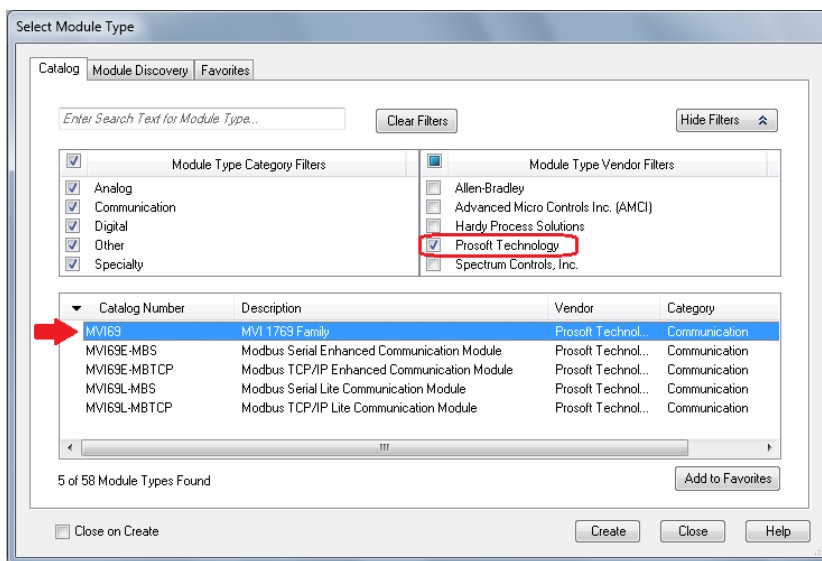 Select Module Type
Catalog Module Discovery Favorites
Enter Search Text for Module Type... Clear Filters Hide Filters
Module Type Category Filters Module Type Vendor Filters
Analog Allen-Bradley
Communication Advanced Micro Controls Inc. (AMCI)
Digital Hardy Process Solutions
Other Prosoft Technology
Specialty Spectrum Controls, Inc.
Catalog Number Description Vendor Category
MVI69 MVI 1769 Family Prosoft Technol... Communication
MVI69E-MBS Modbus Serial Enhanced Communication Module Prosoft Technol... Communication
MVI69E-MBTCP Modbus TCP/IP Enhanced Communication Module Prosoft Technol... Communication
MVI69L-MBS Modbus Serial Lite Communication Module Prosoft Technol... Communication
MVI69L-MBTCP Modbus TCP/IP Lite Communication Module Prosoft Technol... Communication
5 of 58 Module Types Found Add to Favorites
Close on Create Create Close Help